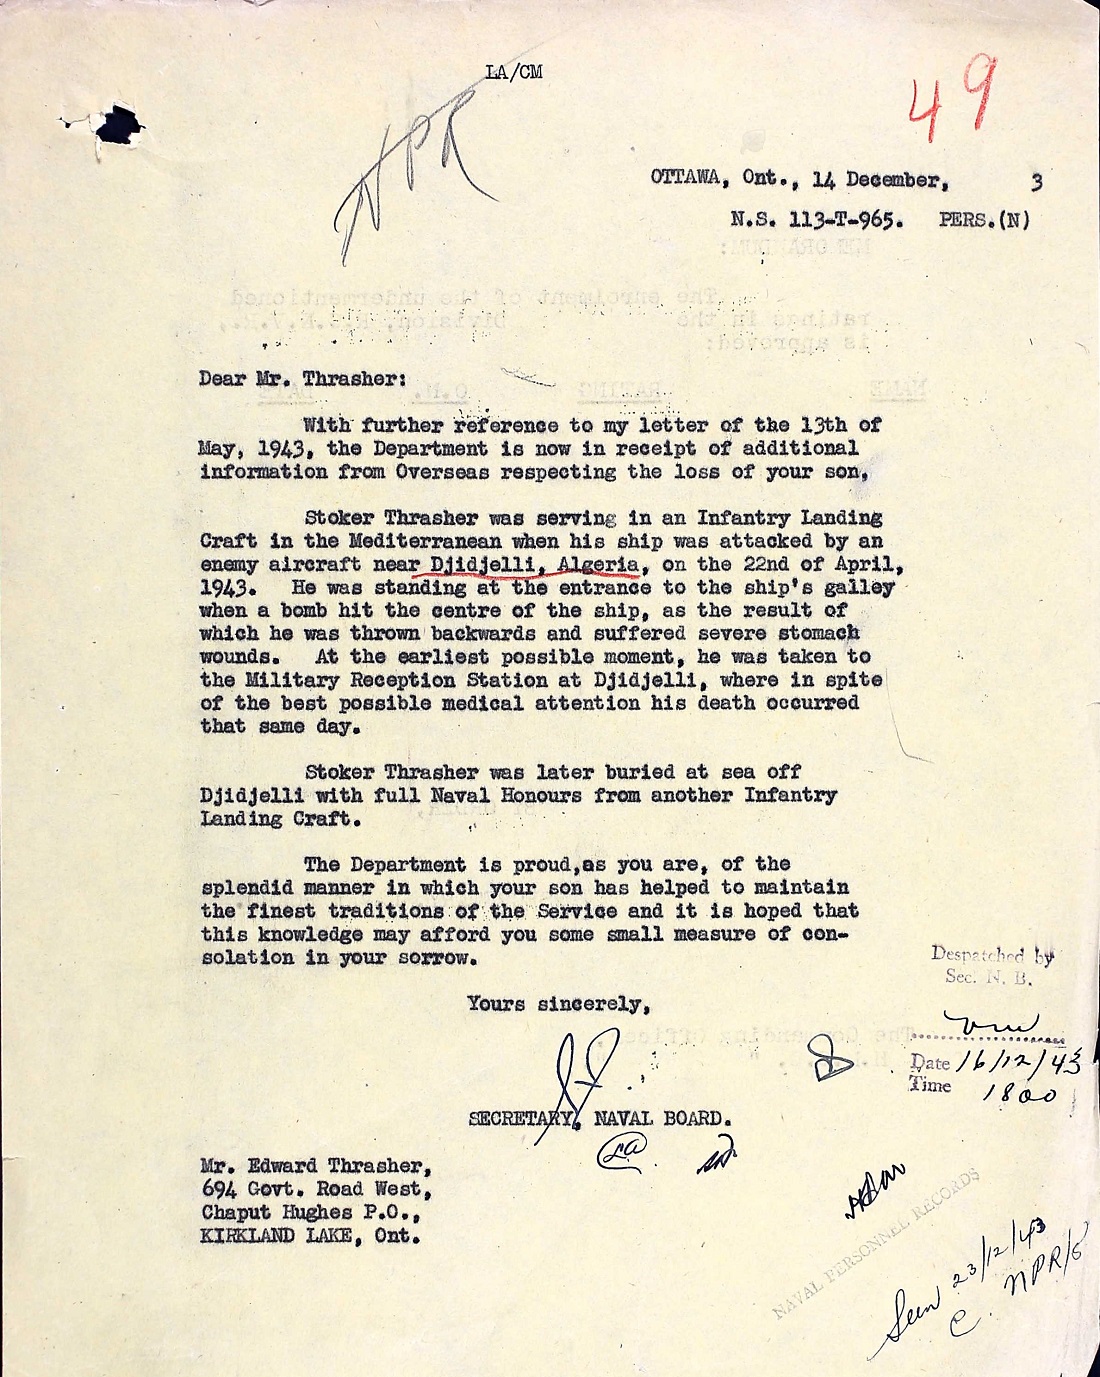 LA/CM
49
NPR
OTTAWA, Ont., 14 December, 3
N.S. 113-T-965. PERS.(N)
Dear Mr. Thrasher:
With further reference to my letter of the 13th of
May, 1943, the Department is now in receipt of additional
information from Overseas respecting the loss of your son,
Stoker Thrasher was serving in an Infantry Landing
Craft in the Mediterranean when his ship was attacked by an
enemy aircraft near Djidjelli, Algeria, on the 22nd of April,
1943. He was standing at the entrance to the ship's galley
when a bomb hit the centre of the ship, as the result of
which he was thrown backwards and suffered severe stomach
wounds. At the earliest possible moment, he was taken to
the Military Reception Station at Djidjelli, where in spite
of the best possible medical attention his death occurred
that same day.
Stoker Thrasher was later buried at sea off
Djidjelli with full Naval Honours from another Infantry
Landing Craft.
The Department is proud,as you are, of the
splendid manner in which your son has helped to maintain
the finest traditions of the Service and it is hoped that
this knowledge may afford you some small measure of con-
solation in your sorrow.
Yours sincerely,
SECRETARY, NAVAL BOARD.
Despatched by
Sec. N. B.
Date 16/12/43
Time 1800
Mr. Edward Thrasher,
694 Govt. Road West,
Chaput Hughes P.O.,
KIRKLAND LAKE, Ont.
NAVAL PERSONNEL RECORDS
Seen 23/12/43
C. NPR/5